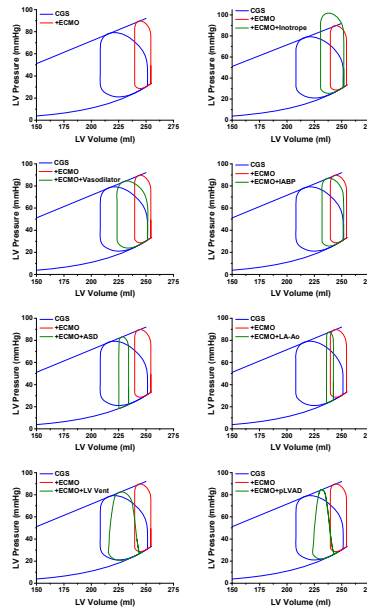 CGS
+ECMO
LV Pressure (mmHg)
100
80
60
40
20
0
150 175 200 225 250 275
LV Volume (ml)
CGS
+ECMO
+ECMO+Inotrope
LV Pressure (mmHg)
100
80
60
40
20
0
150 175 200 225 250 275
LV Volume (ml)
CGS
+ECMO
+ECMO+Vasodilator
LV Pressure (mmHg)
100
80
60
40
20
0
150 175 200 225 250 275
LV Volume (ml)
CGS
+ECMO
+ECMO+IABP
LV Pressure (mmHg)
100
80
60
40
20
0
150 175 200 225 250 275
LV Volume (ml)
CGS
+ECMO
+ECMO+ASD
LV Pressure (mmHg)
100
80
60
40
20
0
150 175 200 225 250 275
LV Volume (ml)
CGS
+ECMO
+ECMO+LA-Ao
LV Pressure (mmHg)
100
80
60
40
20
0
150 175 200 225 250 275
LV Volume (ml)
CGS
+ECMO
+ECMO+LV Vent
LV Pressure (mmHg)
100
80
60
40
20
0
150 175 200 225 250 275
LV Volume (ml)
CGS
+ECMO
+ECMO+pLVAD
LV Pressure (mmHg)
100
80
60
40
20
0
150 175 200 225 250 275
LV Volume (ml)